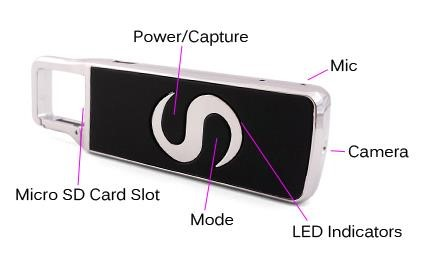 Power/Capture
Mic
Camera
Micro SD Card Slot
Mode
LED Indicators